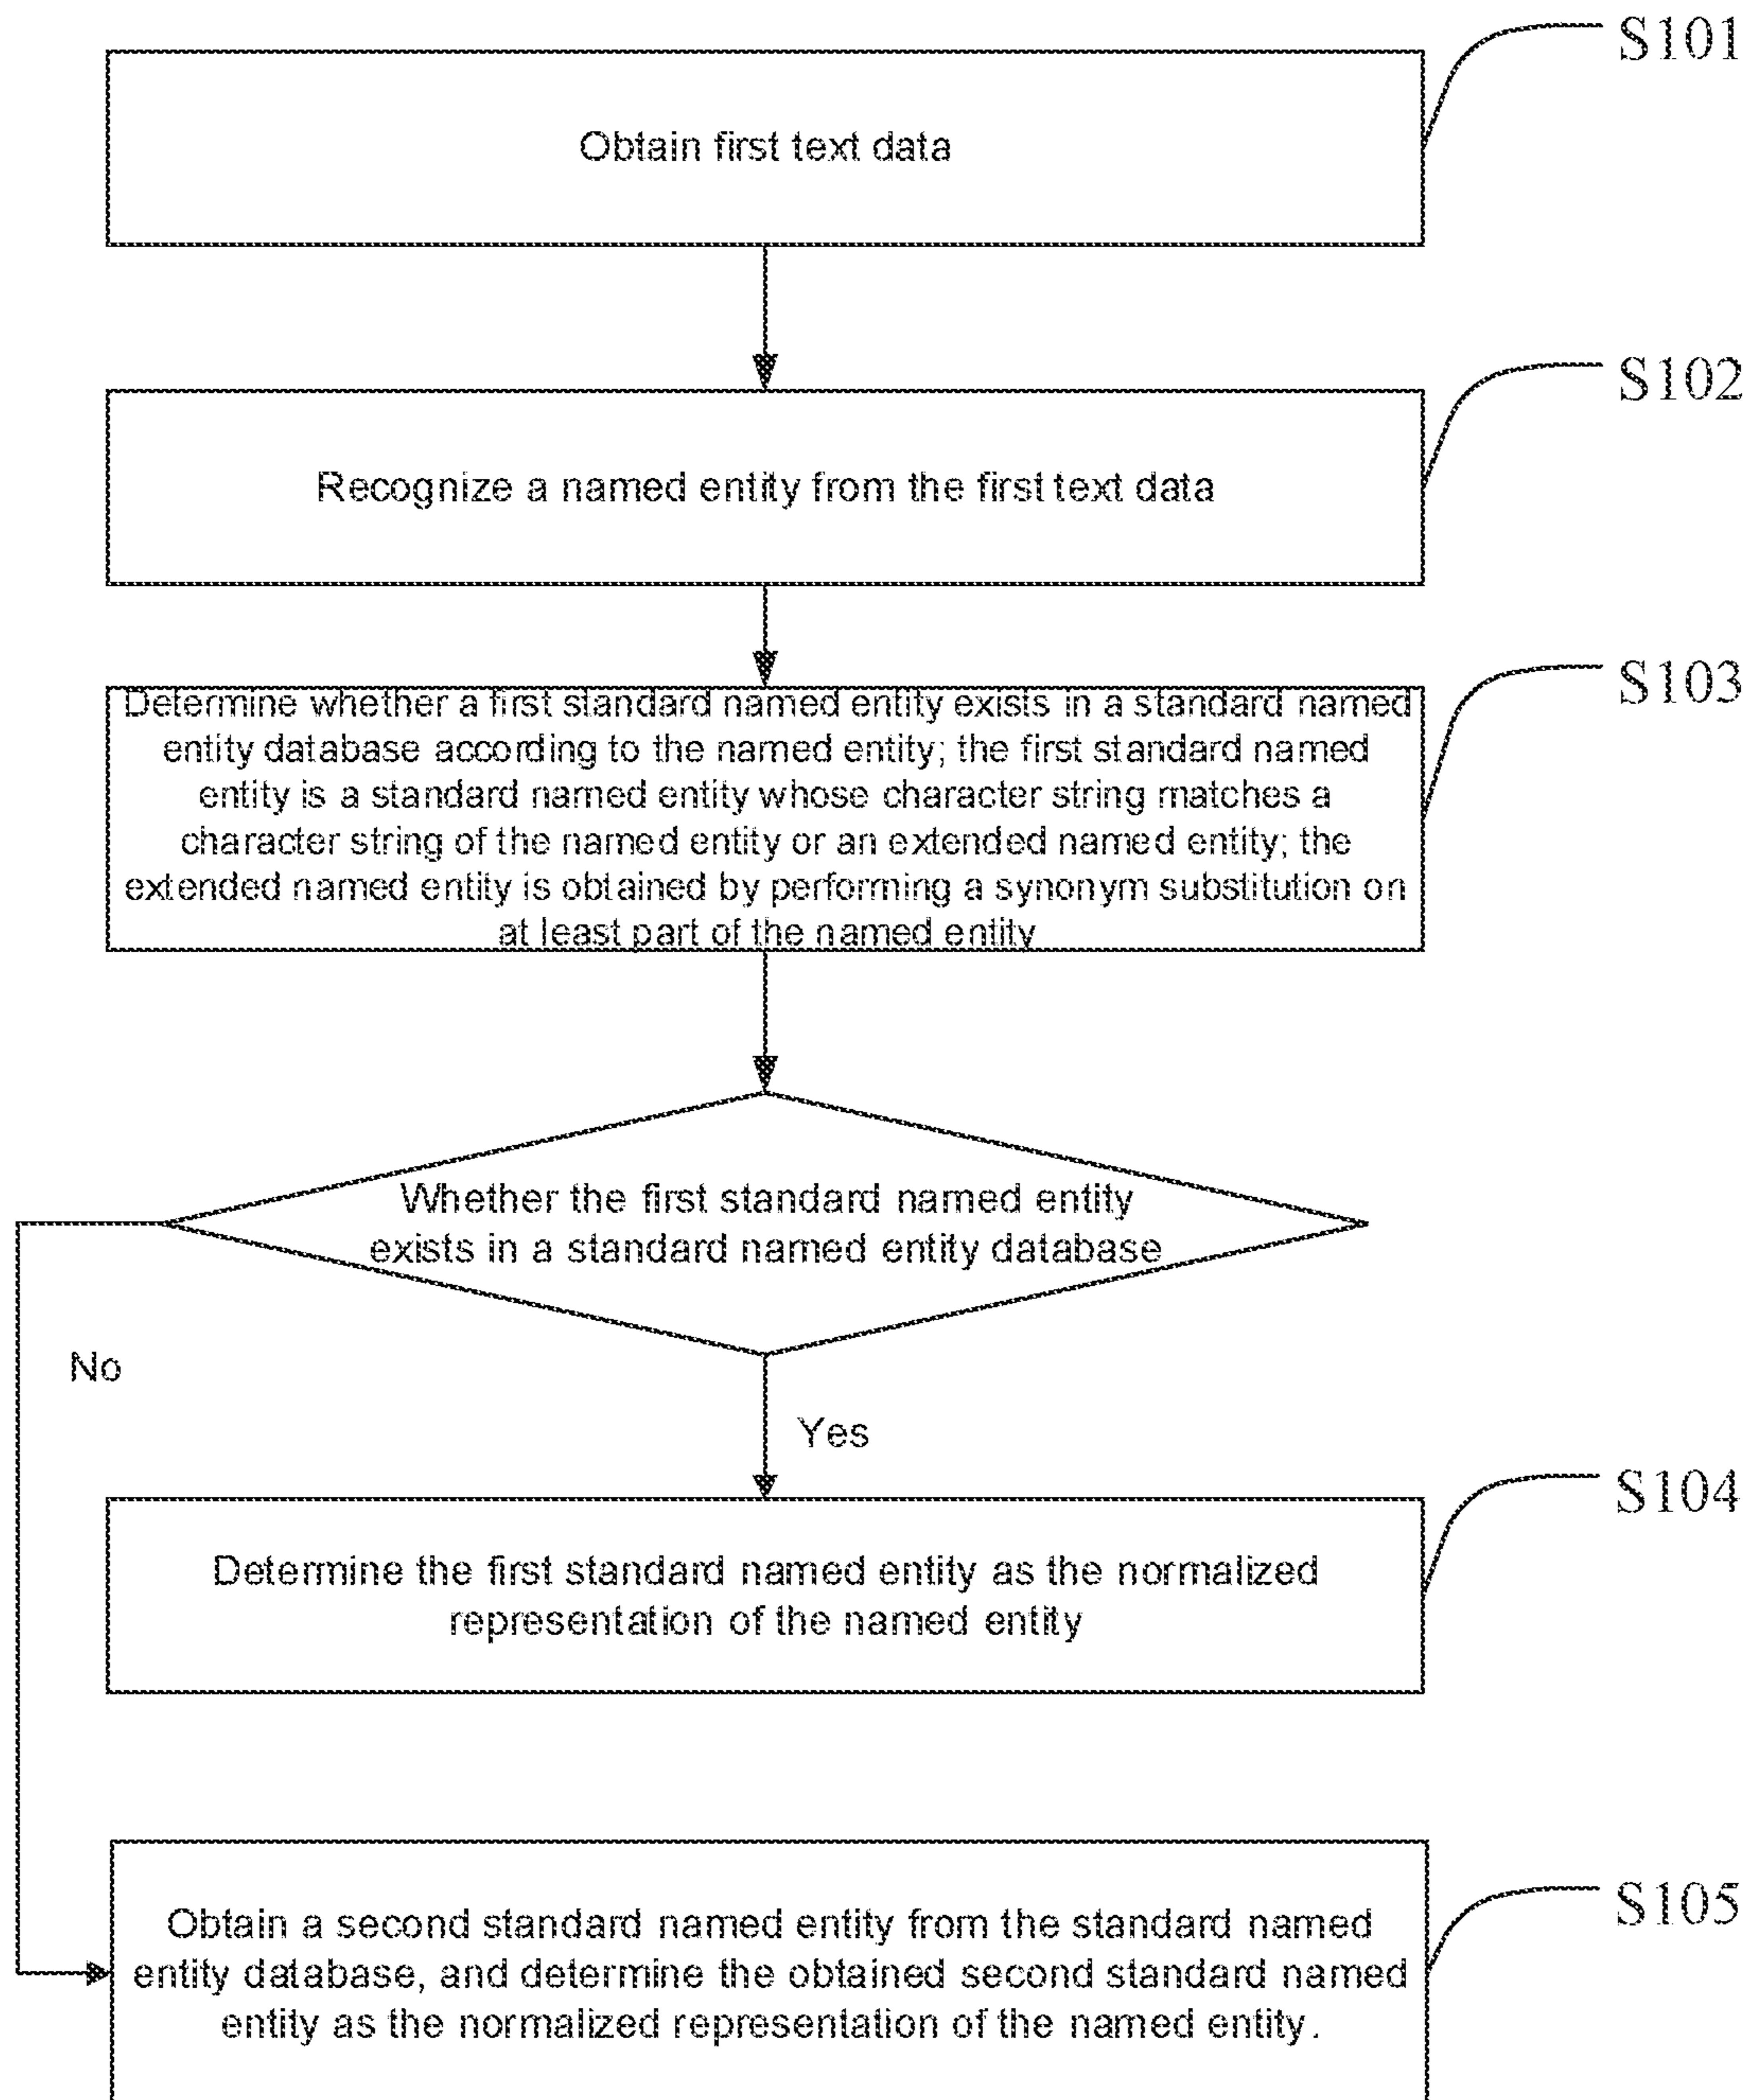 S101
Obtain first text data
S102
Recognize a named entity from the first text data
S103
Determine whether a first standard named entity exists in a standard named
entity database according to the named entity; the first standard named
entity is a standard named entity whose character string matches a
character string of the named entity or an extended named entity; the
extended named entity is obtained by performing a synonym substitution on
at least part of the named entity
Whether the first standard named entity
exists in a standard named entity database
No
Yes
S104
Determine the first standard named entity as the normalized
representation of the named entity
S105
Obtain a second standard named entity from the standard named
entity database, and determine the obtained second standard named
entity as the normalized representation of the named entity.